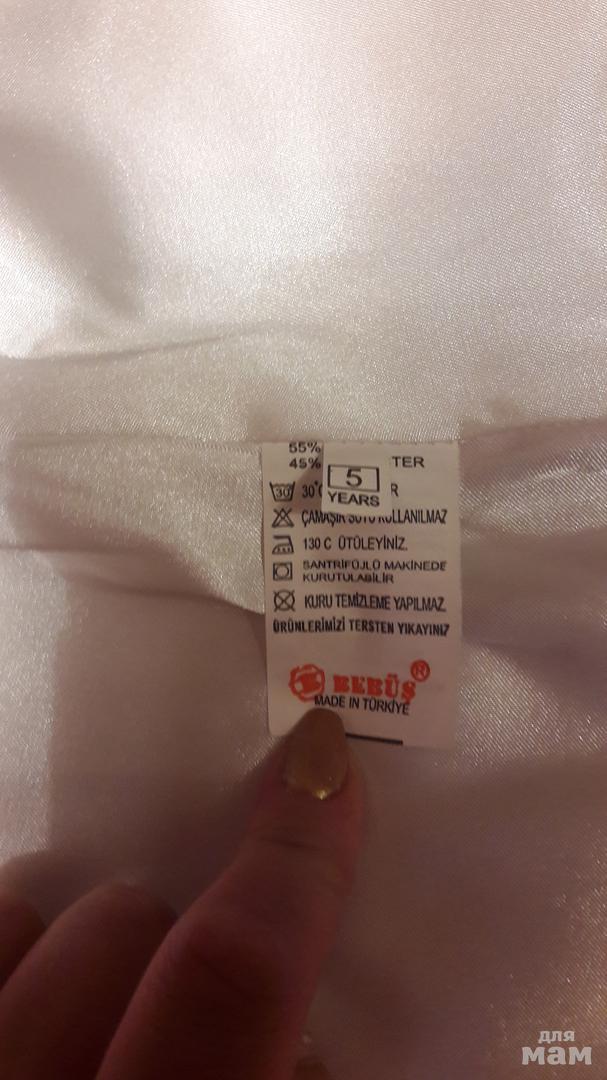 55%
45% TER
5
YEARS
30 30°C R
ÇAMAŞIR SUYU KULLANILMAZ
130 C ÜTÜLEYİNİZ.
SANTRİFÜJLÜ MAKİNEDE
KURUTULABİLİR
KURU TEMİZLEME YAPILMAZ.
ÜRÜNLERİMİZİ TERSTEN YIKAYINIZ
BEBÜŞ®
MADE IN TÜRKİYE
для
мам